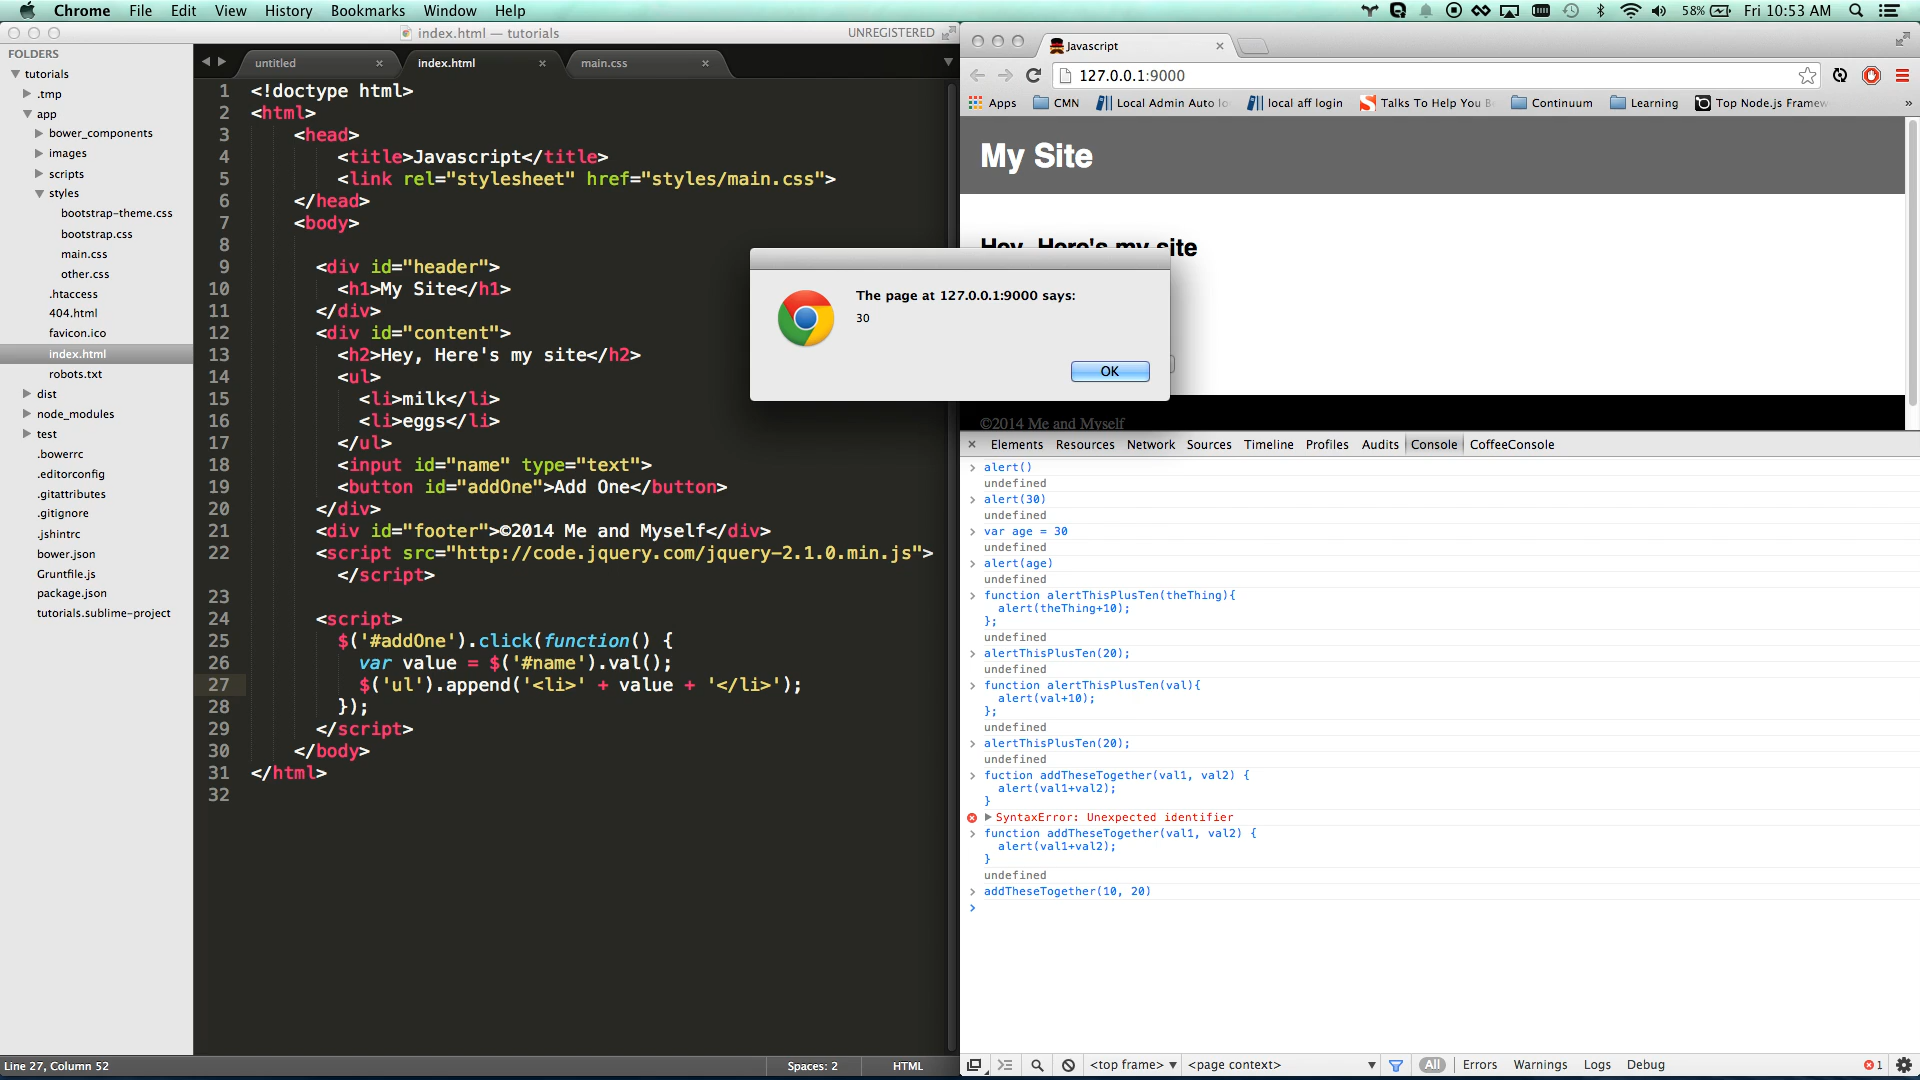 Chrome File Edit View History Bookmarks Window Help
58% Fri 10:53 AM
index.html — tutorials
UNREGISTERED
FOLDERS
tutorials
.tmp
app
bower_components
images
scripts
styles
bootstrap-theme.css
bootstrap.css
main.css
other.css
.htaccess
404.html
favicon.ico
index.html
robots.txt
dist
node_modules
test
.bowerrc
.editorconfig
.gitattributes
.gitignore
.jshintrc
bower.json
Gruntfile.js
package.json
tutorials.sublime-project
untitled
index.html
main.css
1 <!doctype html>
2 <html>
3 <head>
4 <title>Javascript</title>
5 <link rel="stylesheet" href="styles/main.css">
6 </head>
7 <body>
8
9 <div id="header">
10 <h1>My Site</h1>
11 </div>
12 <div id="content">
13 <h2>Hey, Here's my site</h2>
14 <ul>
15 <li>milk</li>
16 <li>eggs</li>
17 </ul>
18 <input id="name" type="text">
19 <button id="addOne">Add One</button>
20 </div>
21 <div id="footer">©2014 Me and Myself</div>
22 <script src="http://code.jquery.com/jquery-2.1.0.min.js">
</script>
23
24 <script>
25 $('#addOne').click(function() {
26 var value = $('#name').val();
27 $('ul').append('<li>' + value + '</li>');
28 });
29 </script>
30 </body>
31 </html>
32
Line 27, Column 52
Spaces: 2
HTML
Javascript
127.0.0.1:9000
Apps CMN Local Admin Auto lo local aff login Talks To Help You B Continuum Learning Top Node.js Framew »
My Site
Hey, Here's my site
The page at 127.0.0.1:9000 says:
30
OK
©2014 Me and Myself
Elements Resources Network Sources Timeline Profiles Audits Console CoffeeConsole
alert()
undefined
alert(30)
undefined
var age = 30
undefined
alert(age)
undefined
function alertThisPlusTen(theThing){
alert(theThing+10);
};
undefined
alertThisPlusTen(20);
undefined
function alertThisPlusTen(val){
alert(val+10);
};
undefined
alertThisPlusTen(20);
undefined
fuction addTheseTogether(val1, val2) {
alert(val1+val2);
}
SyntaxError: Unexpected identifier
function addTheseTogether(val1, val2) {
alert(val1+val2);
}
undefined
addTheseTogether(10, 20)
<top frame> <page context> All Errors Warnings Logs Debug 1